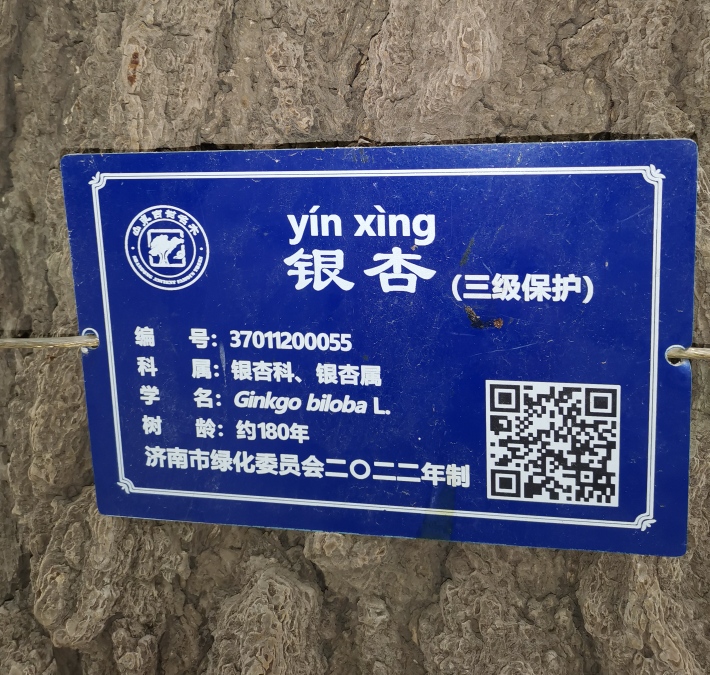 yín xìng
银杏 (三级保护)
编 号：37011200055
科 属：银杏科、银杏属
学 名：Ginkgo biloba L.
树 龄：约180年
济南市绿化委员会二〇二二年制